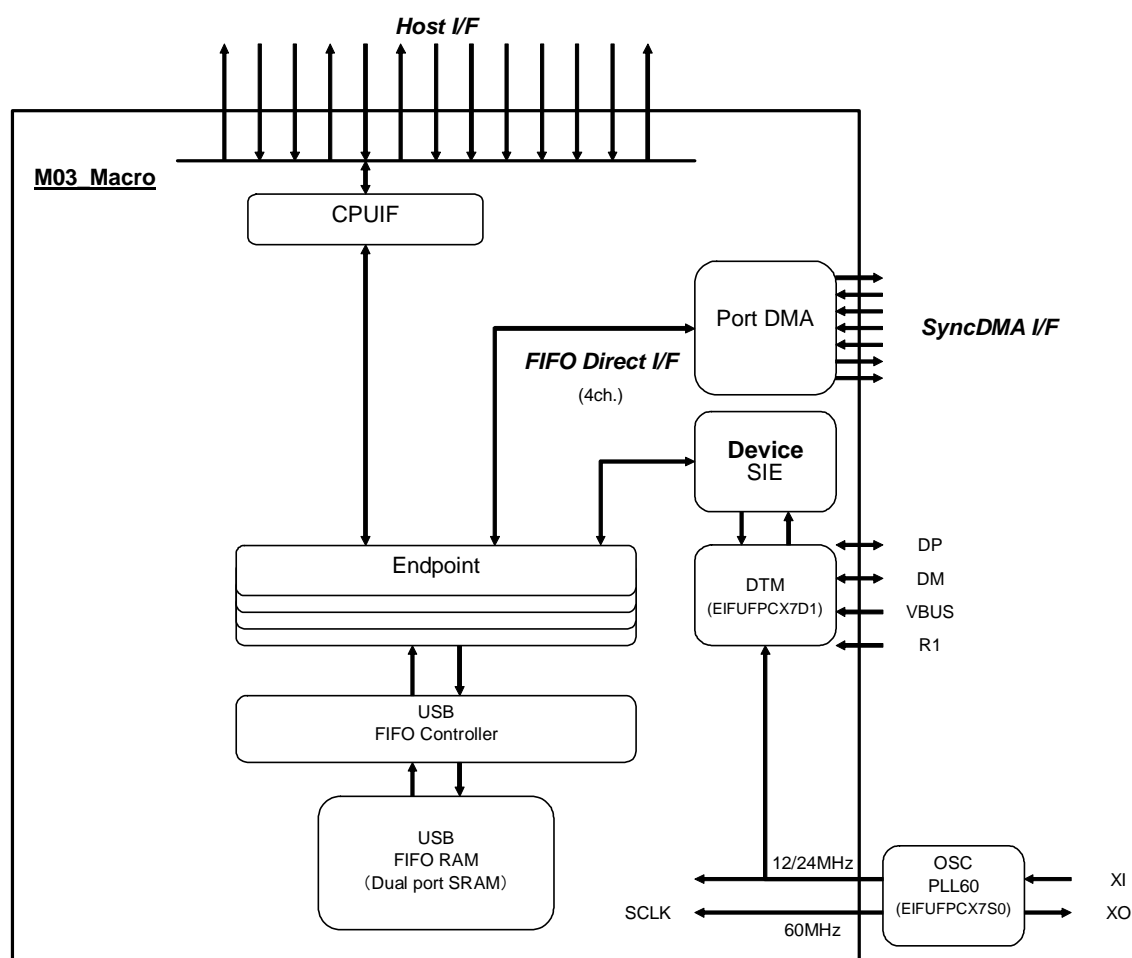 Host I/F
M03_Macro
CPUIF
Port DMA
SyncDMA I/F
FIFO Direct I/F
(4ch.)
Device
SIE
Endpoint
DTM
(EIFUFPCX7D1)
DP
DM
VBUS
R1
USB
FIFO Controller
USB
FIFO RAM
(Dual port SRAM)
12/24MHz
OSC
PLL60
(EIFUFPCX7S0)
XI
SCLK
XO
60MHz